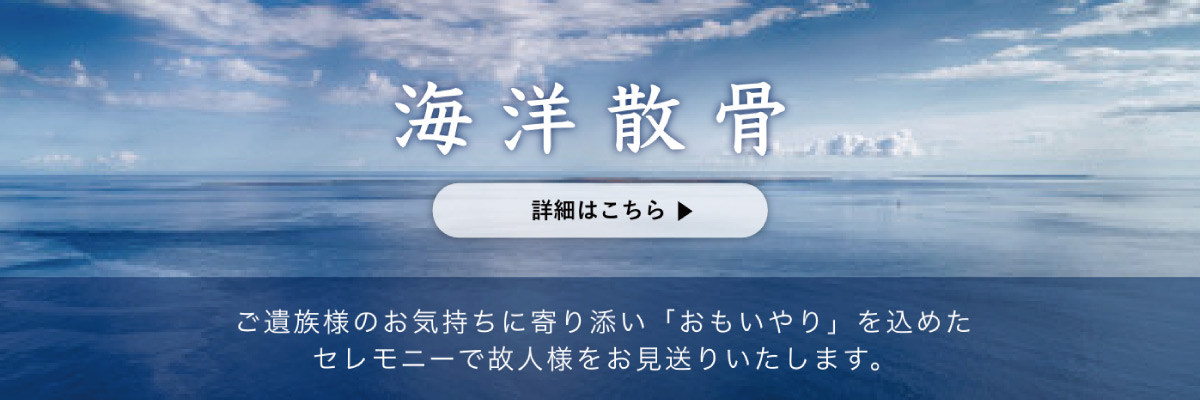 海洋散骨
詳細はこちら ▶
ご遺族様のお気持ちに寄り添い「おもいやり」を込めた
セレモニーで故人様をお見送りいたします。